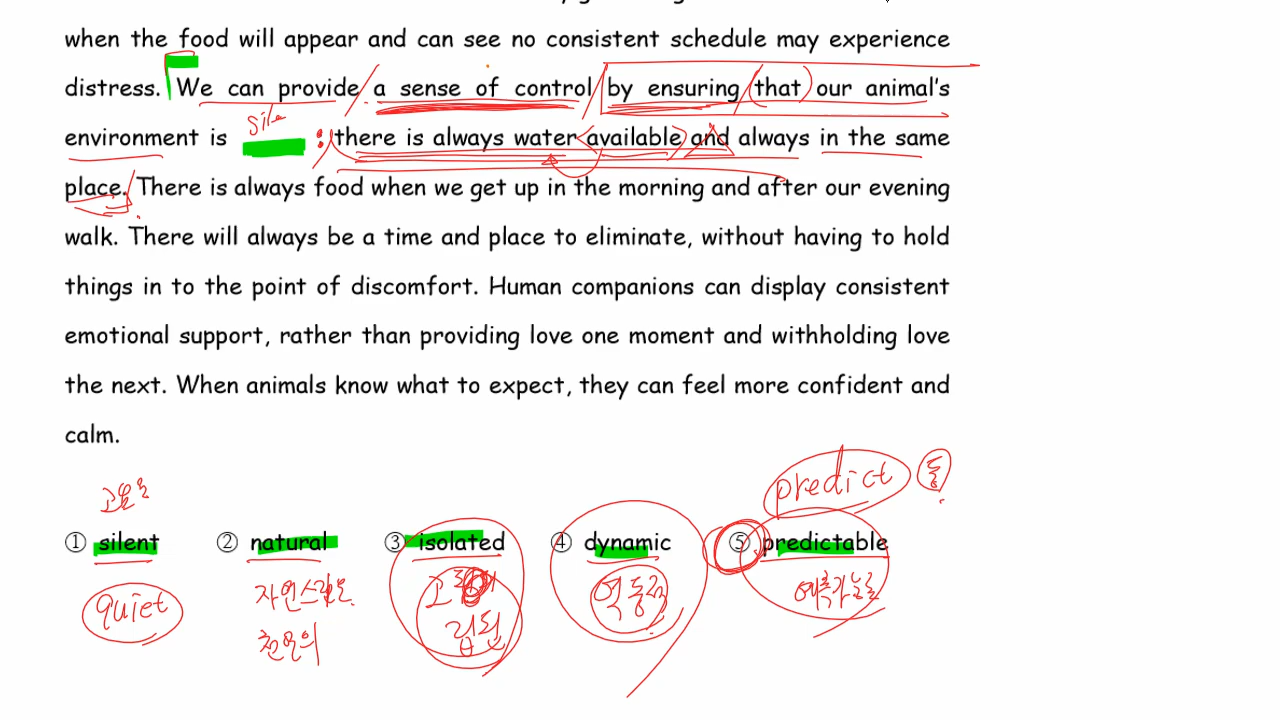 when the food will appear and can see no consistent schedule may experience
distress. We can provide a sense of control by ensuring that our animal's
environment is ; there is always water available and always in the same
place. There is always food when we get up in the morning and after our evening
walk. There will always be a time and place to eliminate, without having to hold
things in to the point of discomfort. Human companions can display consistent
emotional support, rather than providing love one moment and withholding love
the next. When animals know what to expect, they can feel more confident and
calm.
predict 동
① silent ② natural ③ isolated ④ dynamic ⑤ predictable
quiet 자연스러운 역동적 예측가능한
천연의